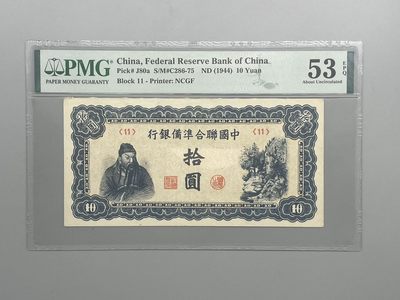 PMG
PAPER MONEY GUARANTY
China, Federal Reserve Bank of China
Pick# J80a S/M#C286-75 ND (1944) 10 Yuan
Block 11 - Printer: NCGF
53 EPQ
About Uncirculated
行銀備準合聯國中
(11) (11)
拾圓
10 10